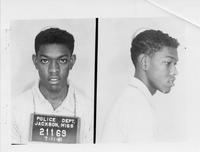 POLICE DEPT.
JACKSON, MISS
21169
7-11-61